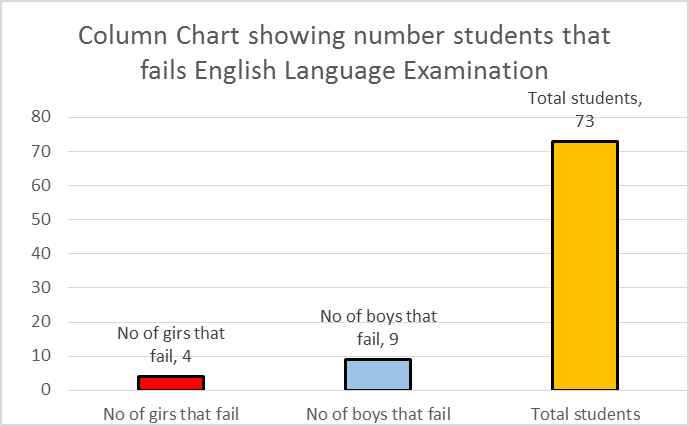 Column Chart showing number students that
fails English Language Examination
Total students,
73
80
70
60
50
40
30
20
10
0
No of girs that
fail, 4
No of boys that
fail, 9
No of girs that fail
No of boys that fail
Total students